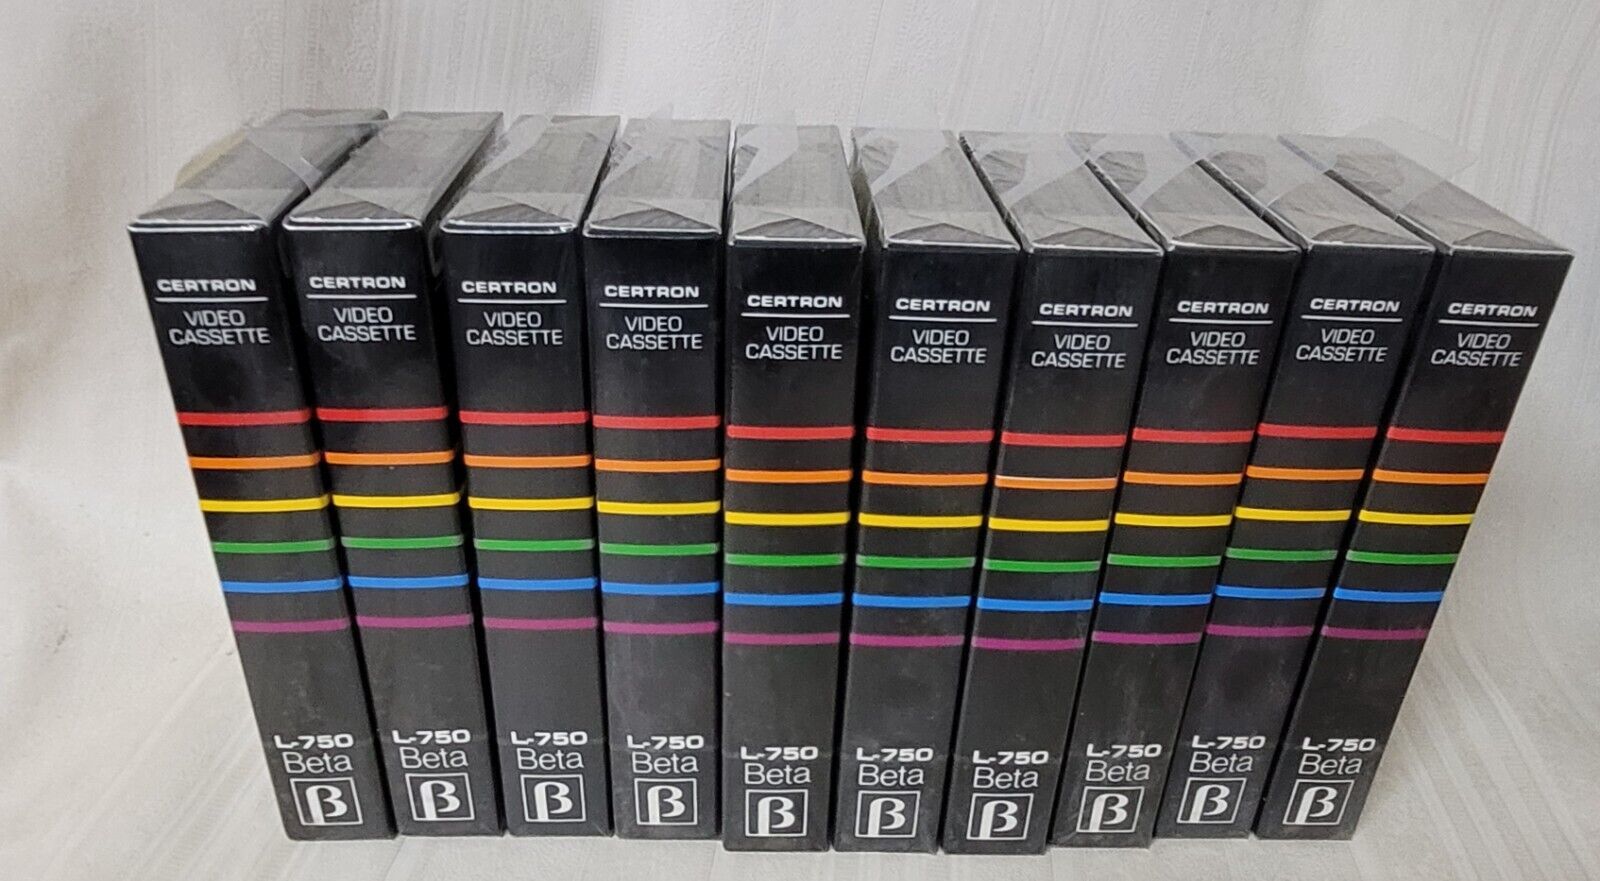 CERTRON
VIDEO
CASSETTE
L-750
Beta
β
CERTRON
VIDEO
CASSETTE
L-750
Beta
β
CERTRON
VIDEO
CASSETTE
L-750
Beta
β
CERTRON
VIDEO
CASSETTE
L-750
Beta
β
CERTRON
VIDEO
CASSETTE
L-750
Beta
β
CERTRON
VIDEO
CASSETTE
L-750
Beta
β
CERTRON
VIDEO
CASSETTE
L-750
Beta
β
CERTRON
VIDEO
CASSETTE
L-750
Beta
β
CERTRON
VIDEO
CASSETTE
L-750
Beta
β
CERTRON
VIDEO
CASSETTE
L-750
Beta
β